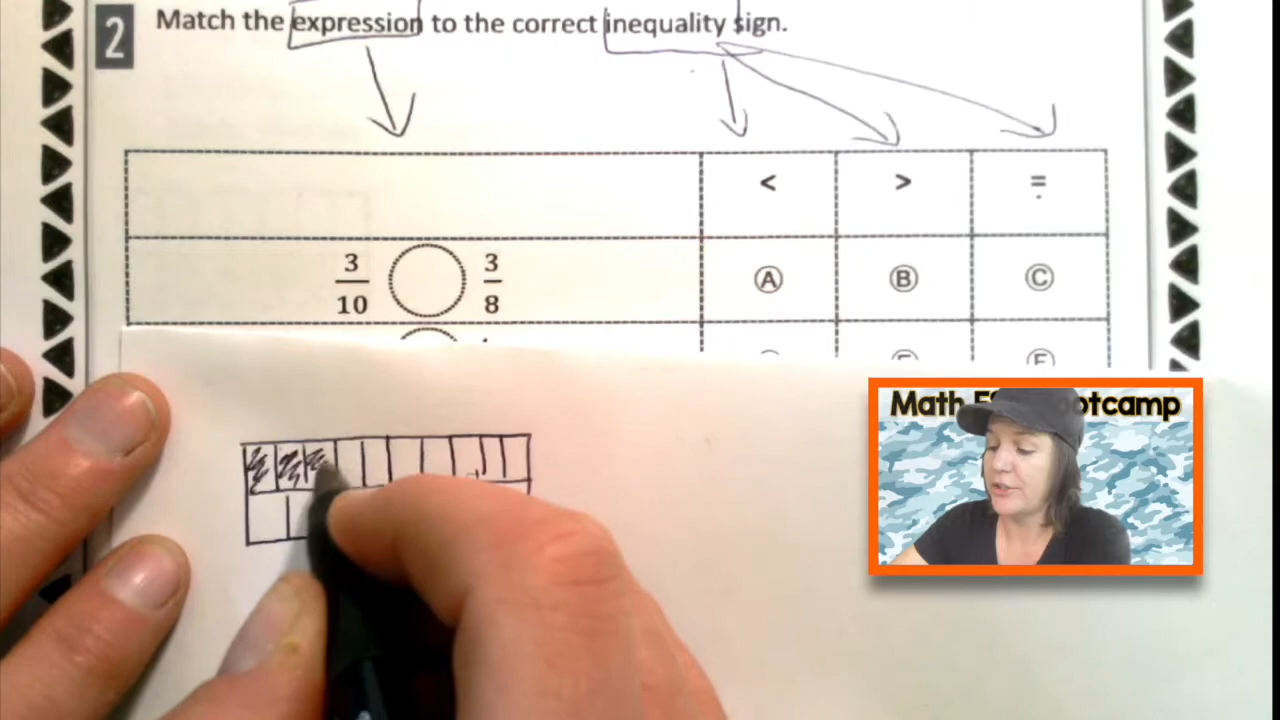 2 Match the expression to the correct inequality sign.
< > =
3/10 3/8
Ⓐ Ⓑ Ⓒ
Math
otcamp